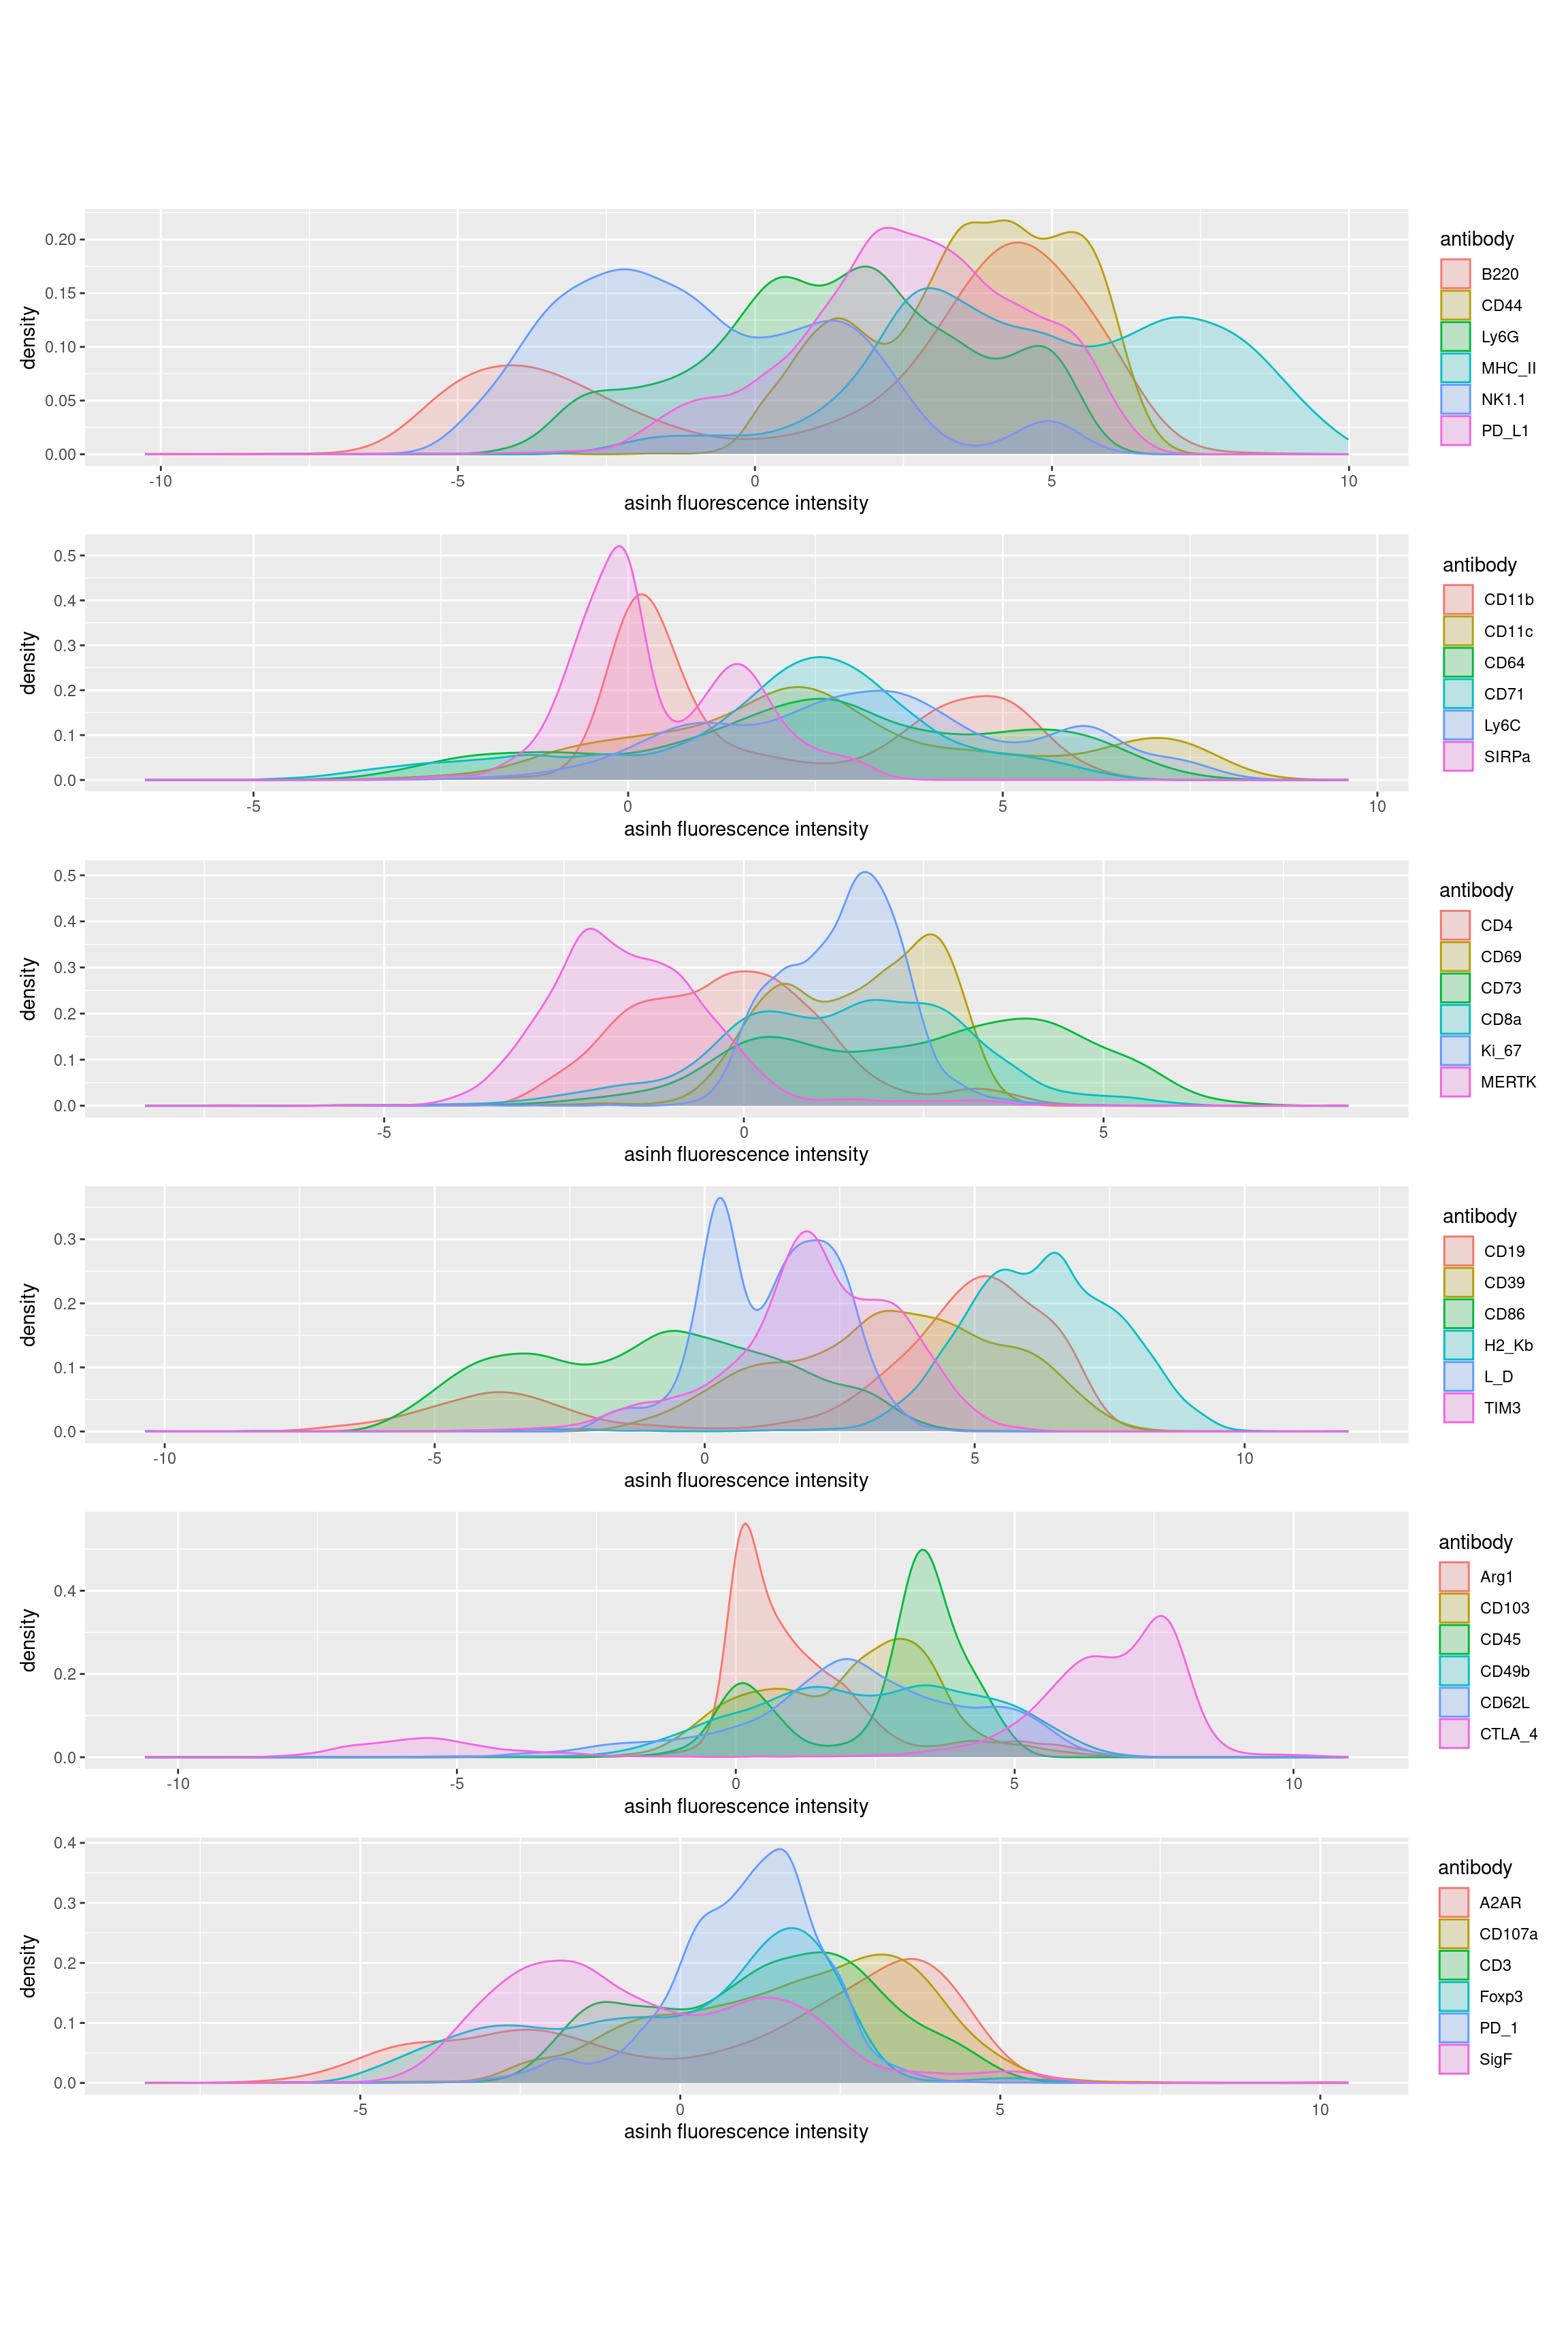 antibody
B220
CD44
Ly6G
MHC_II
NK1.1
PD_L1
density
0.20
0.15
0.10
0.05
0.00
-10 -5 0 5 10
asinh fluorescence intensity
antibody
CD11b
CD11c
CD64
CD71
Ly6C
SIRPa
density
0.5
0.4
0.3
0.2
0.1
0.0
-5 0 5 10
asinh fluorescence intensity
antibody
CD4
CD69
CD73
CD8a
Ki_67
MERTK
density
0.5
0.4
0.3
0.2
0.1
0.0
-5 0 5
asinh fluorescence intensity
antibody
CD19
CD39
CD86
H2_Kb
L_D
TIM3
density
0.3
0.2
0.1
0.0
-10 -5 0 5 10
asinh fluorescence intensity
antibody
Arg1
CD103
CD45
CD49b
CD62L
CTLA_4
density
0.4
0.2
0.0
-10 -5 0 5 10
asinh fluorescence intensity
antibody
A2AR
CD107a
CD3
Foxp3
PD_1
SigF
density
0.4
0.3
0.2
0.1
0.0
-5 0 5 10
asinh fluorescence intensity